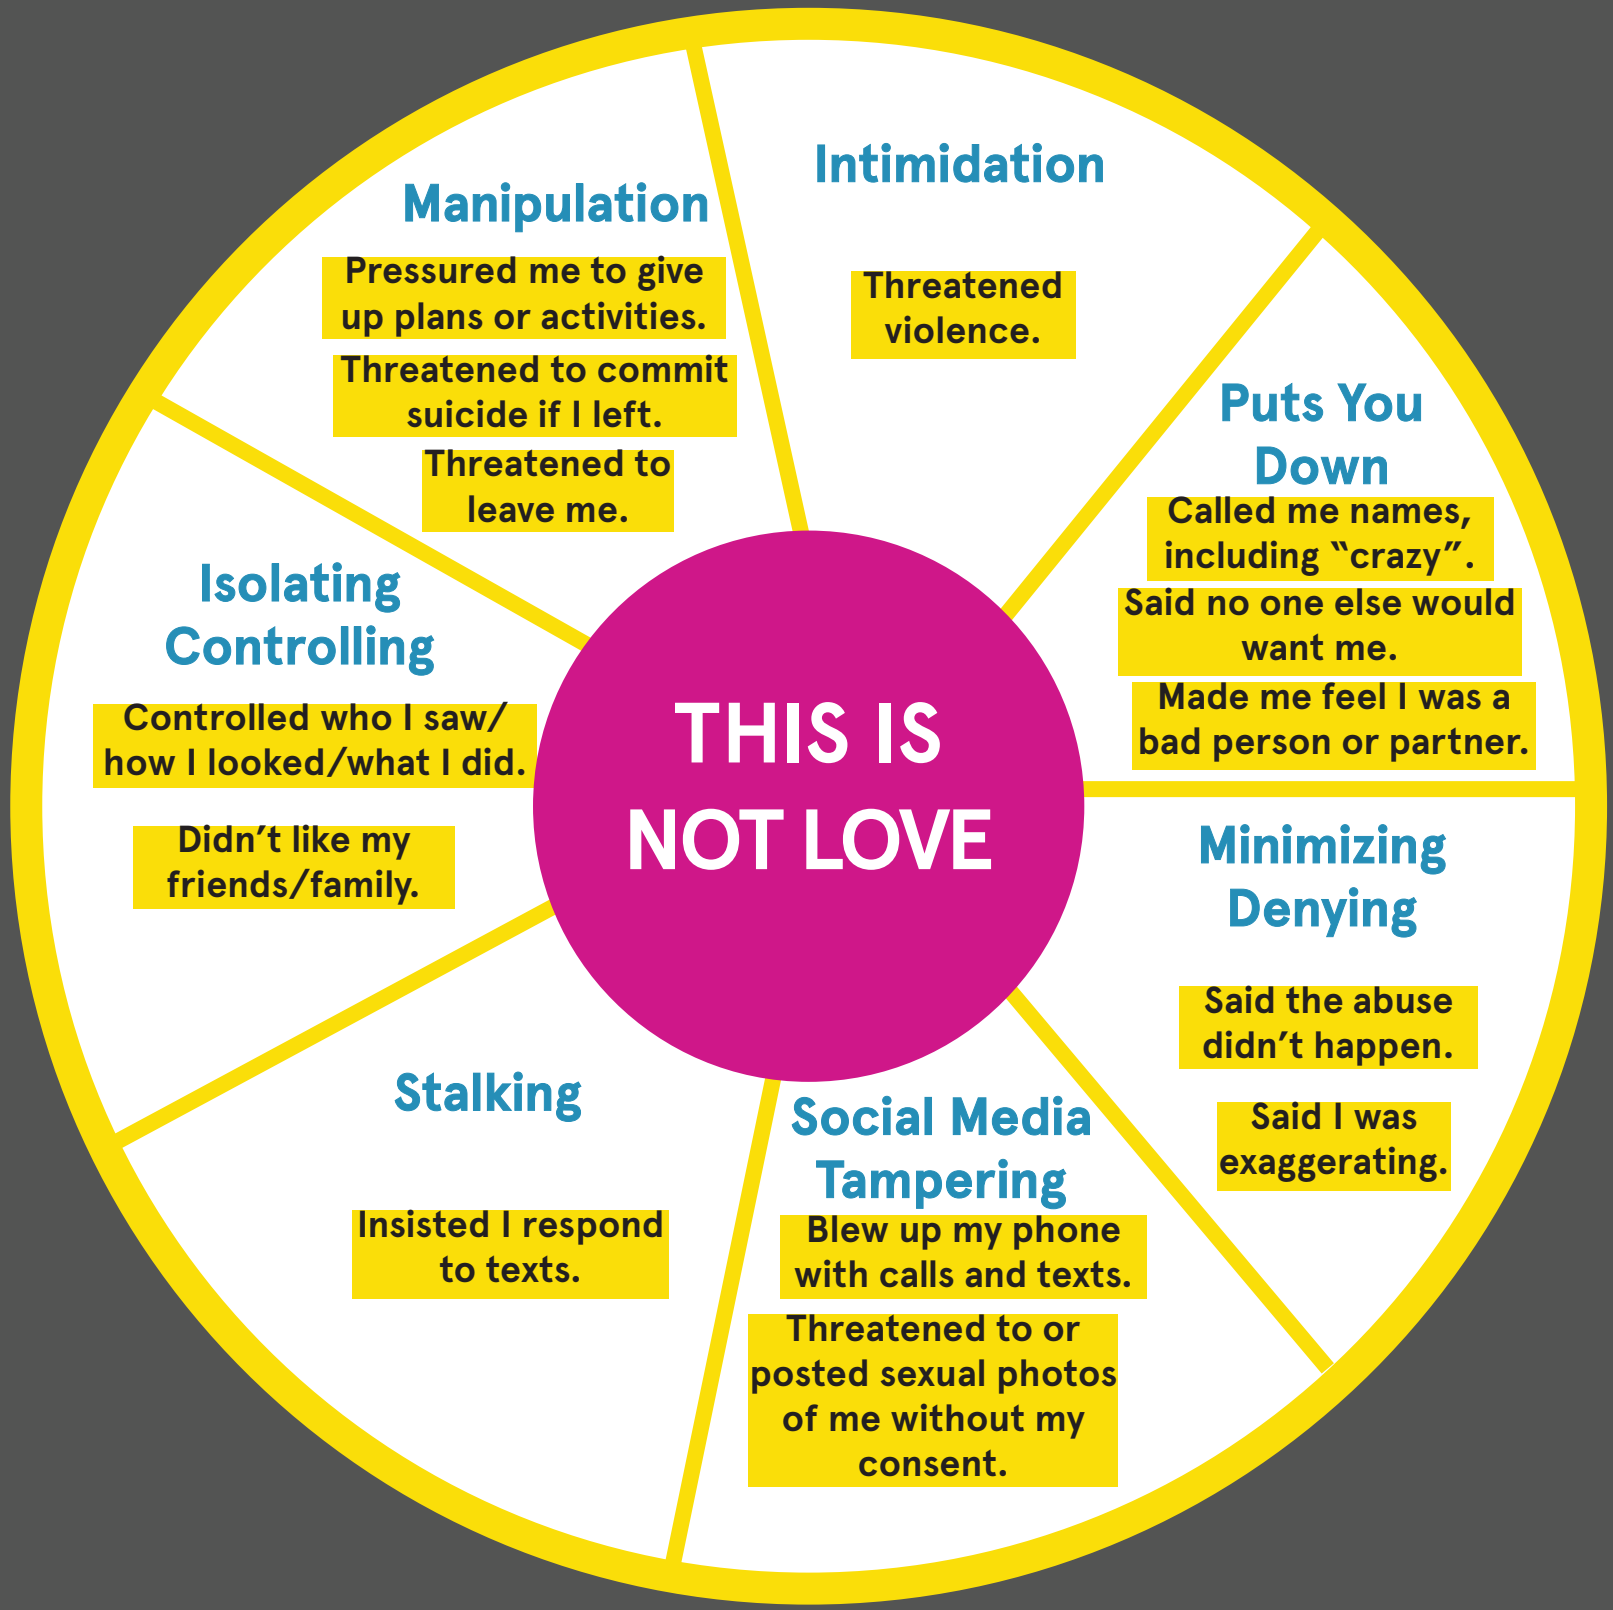 Intimidation
Threatened
violence.
Puts You
Down
Called me names,
including “crazy”.
Said no one else would
want me.
Made me feel I was a
bad person or partner.
Minimizing
Denying
Said the abuse
didn’t happen.
Said I was
exaggerating.
Social Media
Tampering
Blew up my phone
with calls and texts.
Threatened to or
posted sexual photos
of me without my
consent.
Stalking
Insisted I respond
to texts.
Isolating
Controlling
Controlled who I saw/
how I looked/what I did.
Didn’t like my
friends/family.
Manipulation
Pressured me to give
up plans or activities.
Threatened to commit
suicide if I left.
Threatened to
leave me.
THIS IS
NOT LOVE